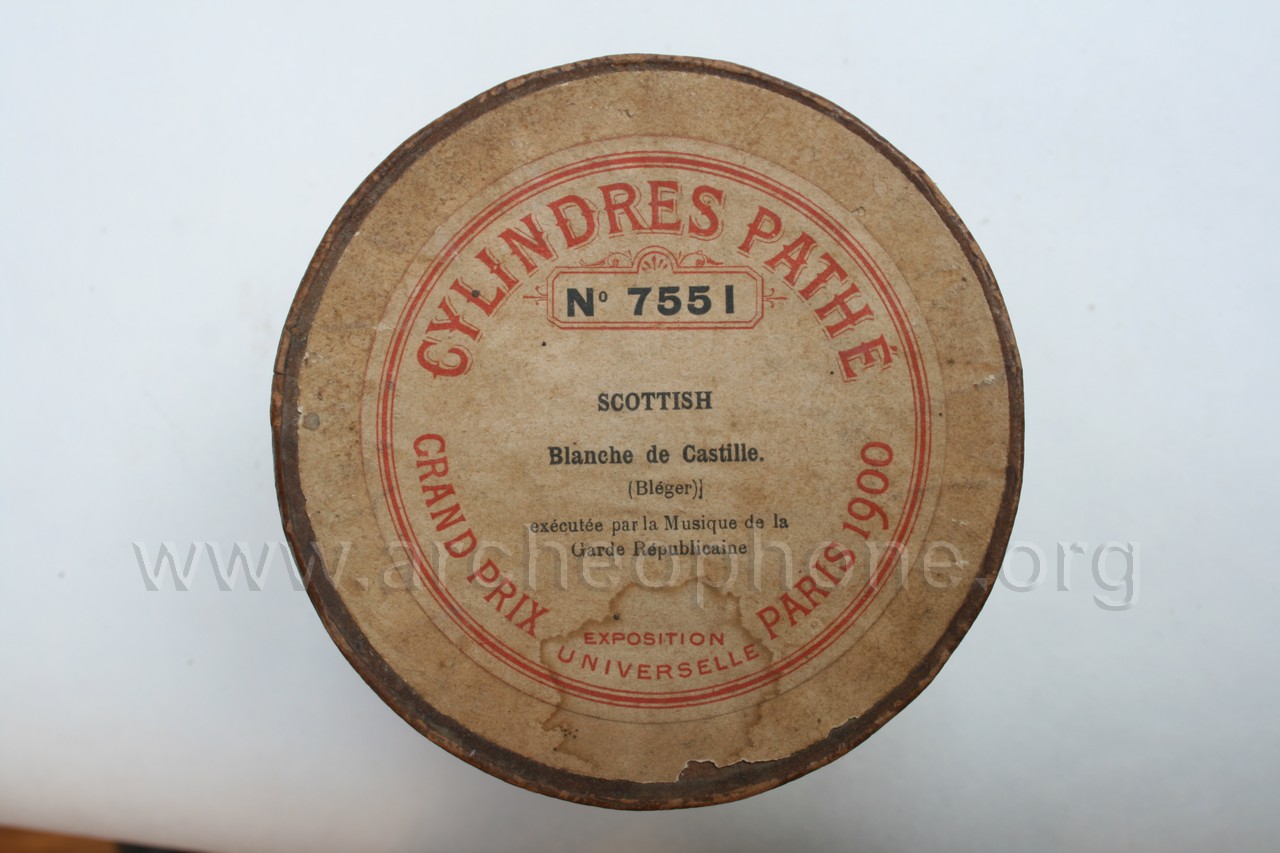 CYLINDRES PATHÉ
Nº 7551
SCOTTISH
Blanche de Castille.
(Bléger)}
exécutée par la Musique de la
Garde Républicaine
GRAND PRIX
EXPOSITION
UNIVERSELLE
PARIS 1900
www.archeophone.org